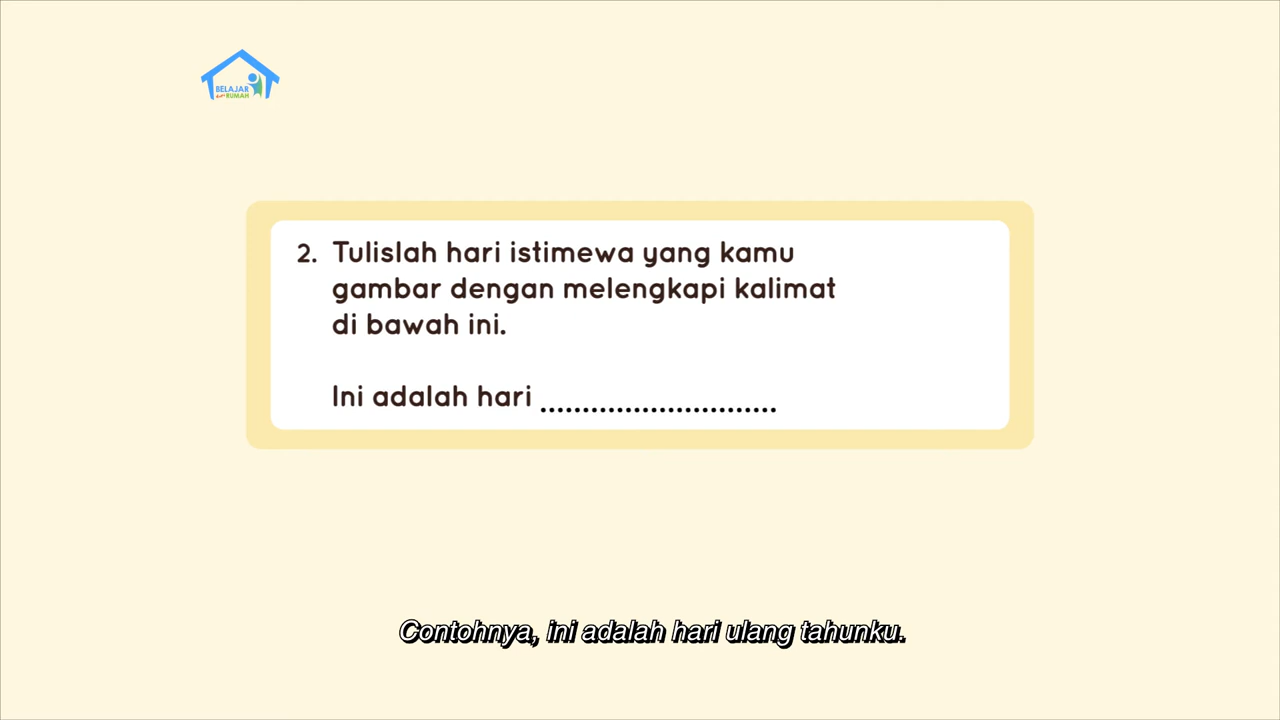 BELAJAR
dari RUMAH
2. Tulislah hari istimewa yang kamu
gambar dengan melengkapi kalimat
di bawah ini.
Ini adalah hari ............................
Contohnya, ini adalah hari ulang tahunku.